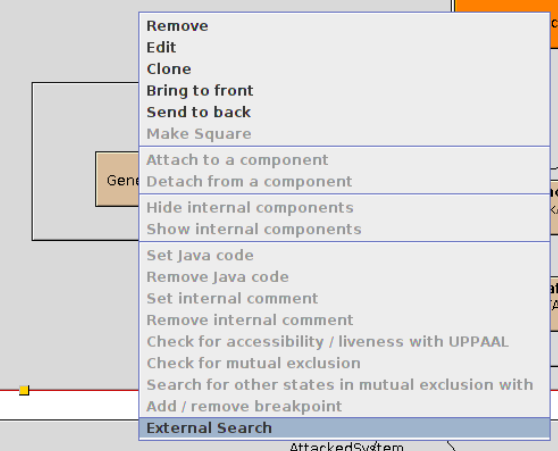 Remove
Edit
Clone
Bring to front
Send to back
Make Square
Attach to a component
Detach from a component
Gene
Hide internal components
Show internal components
Set Java code
Remove Java code
Set internal comment
Remove internal comment
Check for accessibility / liveness with UPPAAL
Check for mutual exclusion
Search for other states in mutual exclusion with
Add / remove breakpoint
External Search
AttackedSystem